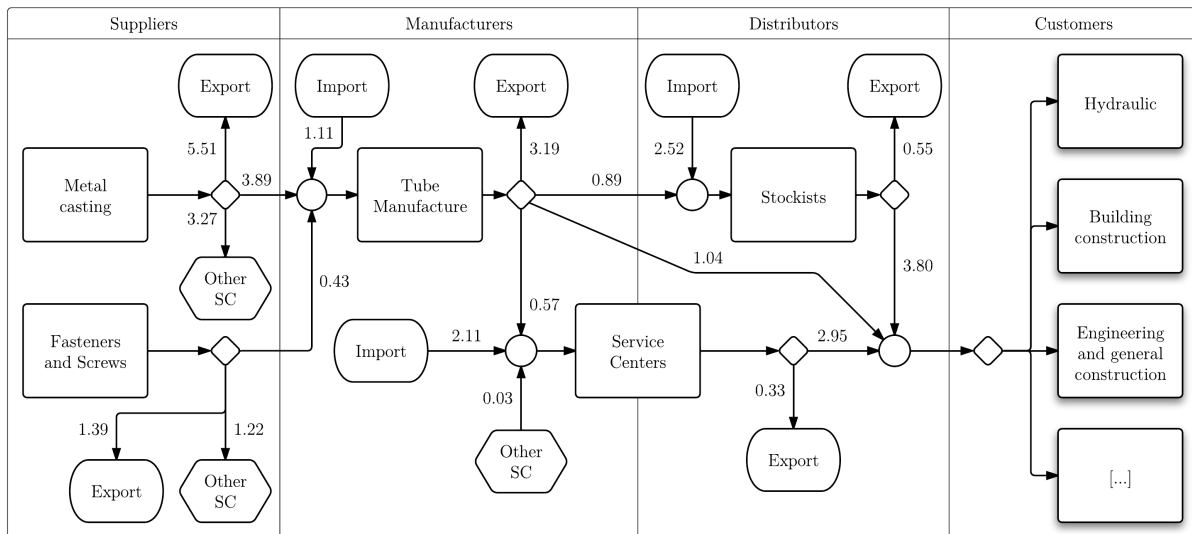 Suppliers
Manufacturers
Distributors
Customers
Export
Import
Export
Import
Export
Hydraulic
5.51
1.11
3.19
2.52
0.55
Metal
casting
3.89
3.27
Tube
Manufacture
0.89
Stockists
Building
construction
Other
SC
0.43
1.04
3.80
0.57
Fasteners
and Screws
Import
2.11
Service
Centers
2.95
Engineering
and general
construction
0.03
0.33
1.39
1.22
Export
Other
SC
Other
SC
Export
[...]